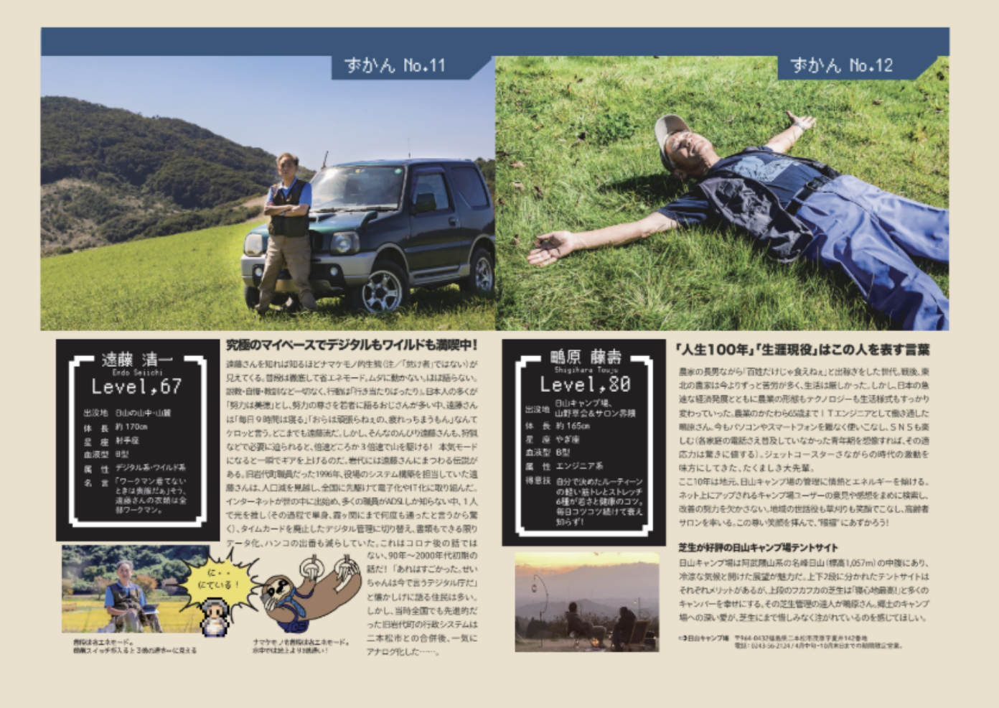 ずかん No.11
ずかん No.12
遠藤 清一
Endo Seiichi
Level,67
出没地 日山の山中・山麓
体 長 約 170cm
星 座 射手座
血液型 B型
属 性 デジタル系・ワイルド系
名 言 「ワークマン着てない
ときは喪服だぁ」そう、
遠藤さんの衣類は全
部ワークマン。
究極のマイペースでデジタルもワイルドも満喫中!
遠藤さんを知れば知るほどナマケモノ的生態(注/「怠け者」ではない)が
見えてくる。普段は徹底して省エネモード。ムダに動かない。ほぼ語らない。
説教・自慢・教訓など一切なく、行動は「行き当たりばったり」。日本人の多くが
「努力は美徳」とし、努力の尊さを若者に語るおじさんが多い中、遠藤さん
は「毎日9時間は寝る」「おらは頑張らねぇの、疲れっちまうもん」なんて
ケロッと言う。どこまでも遠藤流だ。しかし、そんなのんびり遠藤さんも、狩猟
などで必要に迫られると、倍速どころか3倍速で山を駆ける! 本気モード
になると一瞬でギアを上げるのだ。岩代には遠藤さんにまつわる伝説が
ある。旧岩代町職員だった1996年、役場のシステム構築を担当していた遠
藤さんは、人口減を見越し、全国に先駆けて電子化やIT化に取り組んだ。
インターネットが世の中に出始め、多くの職員がADSLしか知らない中、1人
で光を推し(その過程で単身、霞ヶ関にまで何度も通ったと言うから驚
く)、タイムカードを廃止したデジタル管理に切り替え、書類もできる限り
データ化、ハンコの出番も減らしていた。これはコロナ後の話では
ない、90年~2000年代初期の
話だ!「あれはすごかった。せい
ちゃんは今で言うデジタル庁だ」
と懐かしげに語る住民は多い。
しかし、当時全国でも先進的だ
った旧岩代町の行政システムは
二本松市との合併後、一気に
アナログ化した……。
に・・
にている!
普段は省エネモード。
狩猟スイッチが入ると3倍の速さに見える
ナマケモノも普段は省エネモード。
水中では地上より3倍速い!
鴫原 藤壽
Shigihara Touju
Level,80
出没地 日山キャンプ場、
山野草会&サロン界隈
体 長 約 165cm
星 座 やぎ座
血液型 B型
属 性 エンジニア系
得意技 自分で決めたルーティーン
の軽い筋トレとストレッチ
6種が若さと健康のコツ。
毎日コツコツ続けて衰え
知らず!
「人生100年」「生涯現役」はこの人を表す言葉
農家の長男ながら「百姓だけじゃ食えねぇ」と出稼ぎをした世代。戦後、東
北の農家は今よりずっと苦労が多く、生活は厳しかった。しかし、日本の急
速な経済発展とともに農業の形態もテクノロジーも生活様式もすっかり
変わっていった。農業のかたわら65歳までITエンジニアとして働き通した
鴫原さん。今もパソコンやスマートフォンを難なく使いこなし、SNSも楽
しむ(各家庭の電話さえ普及していなかった青年期を想像すれば、その適
応力は驚きに値する)。ジェットコースターさながらの時代の激動を
味方にしてきた、たくましき大先輩。
ここ10年は地元、日山キャンプ場の管理に情熱とエネルギーを傾ける。
ネット上にアップされるキャンプ場ユーザーの意見や感想をまめに検索し、
改善の努力を欠かさない。地域の世話役も草刈りも笑顔でこなし、高齢者
サロンを率いる。この尊い笑顔を拝んで、"眼福"にあずかろう!
芝生が好評の日山キャンプ場テントサイト
日山キャンプ場は阿武隈山系の名峰日山(標高1,057m)の中腹にあり、
冷涼な気候と開けた展望が魅力だ。上下2段に分かれたテントサイトは
それぞれメリットがあるが、上段のフカフカの芝生は「寝心地最高!」と多くの
キャンパーを幸せにする。その芝生管理の達人が鴫原さん。郷土のキャンプ
場への深い愛が、芝生にまで惜しみなく注がれているのを感じてほしい。
⇨日山キャンプ場 〒964-0432福島県二本松市茂原字夏井142番地
電話:0243-56-2124/4月中旬~10月末日までの期間限定営業。